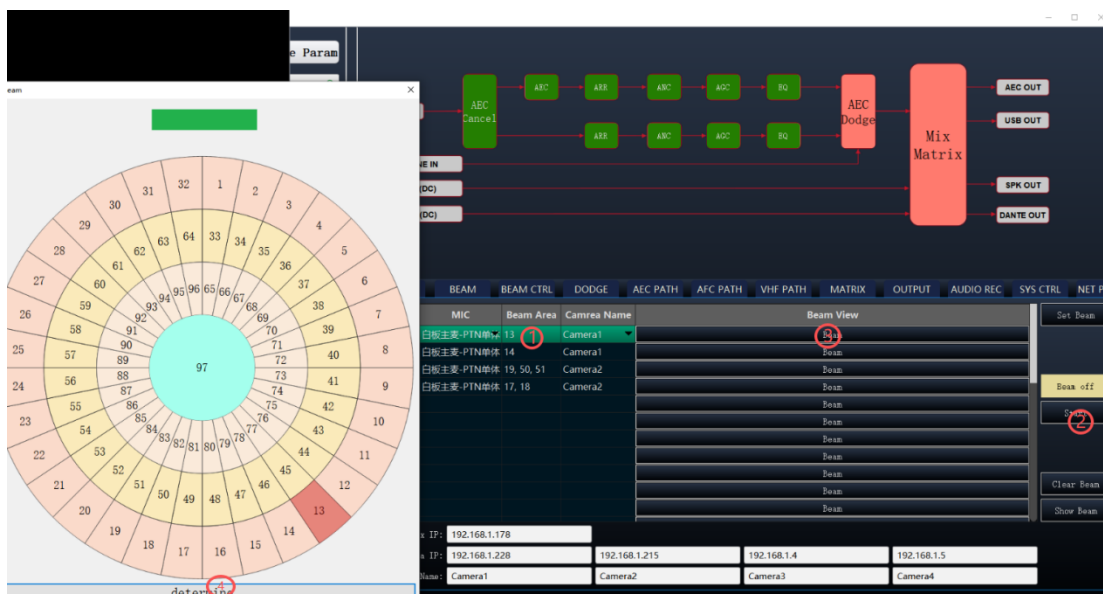 e Param
eam
AEC
Cancel
AEC
ARR
ANC
AGC
EQ
ARR
ANC
AGC
EQ
AEC
Dodge
Mix
Matrix
AEC OUT
USB OUT
SPK OUT
DANTE OUT
NE IN
(DC)
(DC)
1
2
3
4
5
6
7
8
9
10
11
12
13
14
15
16
17
18
19
20
21
22
23
24
25
26
27
28
29
30
31
32
33
34
35
36
37
38
39
40
41
42
43
44
45
46
47
48
49
50
51
52
53
54
55
56
57
58
59
60
61
62
63
64
65
66
67
68
69
70
71
72
73
74
75
76
77
78
79
80
81
82
83
84
85
86
87
88
89
90
91
92
93
94
95
96
97
4
BEAM BEAM CTRL DODGE AEC PATH AFC PATH VHF PATH MATRIX OUTPUT AUDIO REC SYS CTRL NET P
MIC Beam Area Camrea Name Beam View
白板主麦-PTN单体 13 1 Camera1 3
白板主麦-PTN单体 14 Camera1 Beam
白板主麦-PTN单体 19, 50, 51 Camera2 Beam
白板主麦-PTN单体 17, 18 Camera2 Beam
Beam
Beam
Beam
Beam
Beam
Beam
Beam
Set Beam
Beam off
2
Clear Beam
Show Beam
x IP: 192.168.1.178
a IP: 192.168.1.228 192.168.1.215 192.168.1.4 192.168.1.5
Name: Camera1 Camera2 Camera3 Camera4